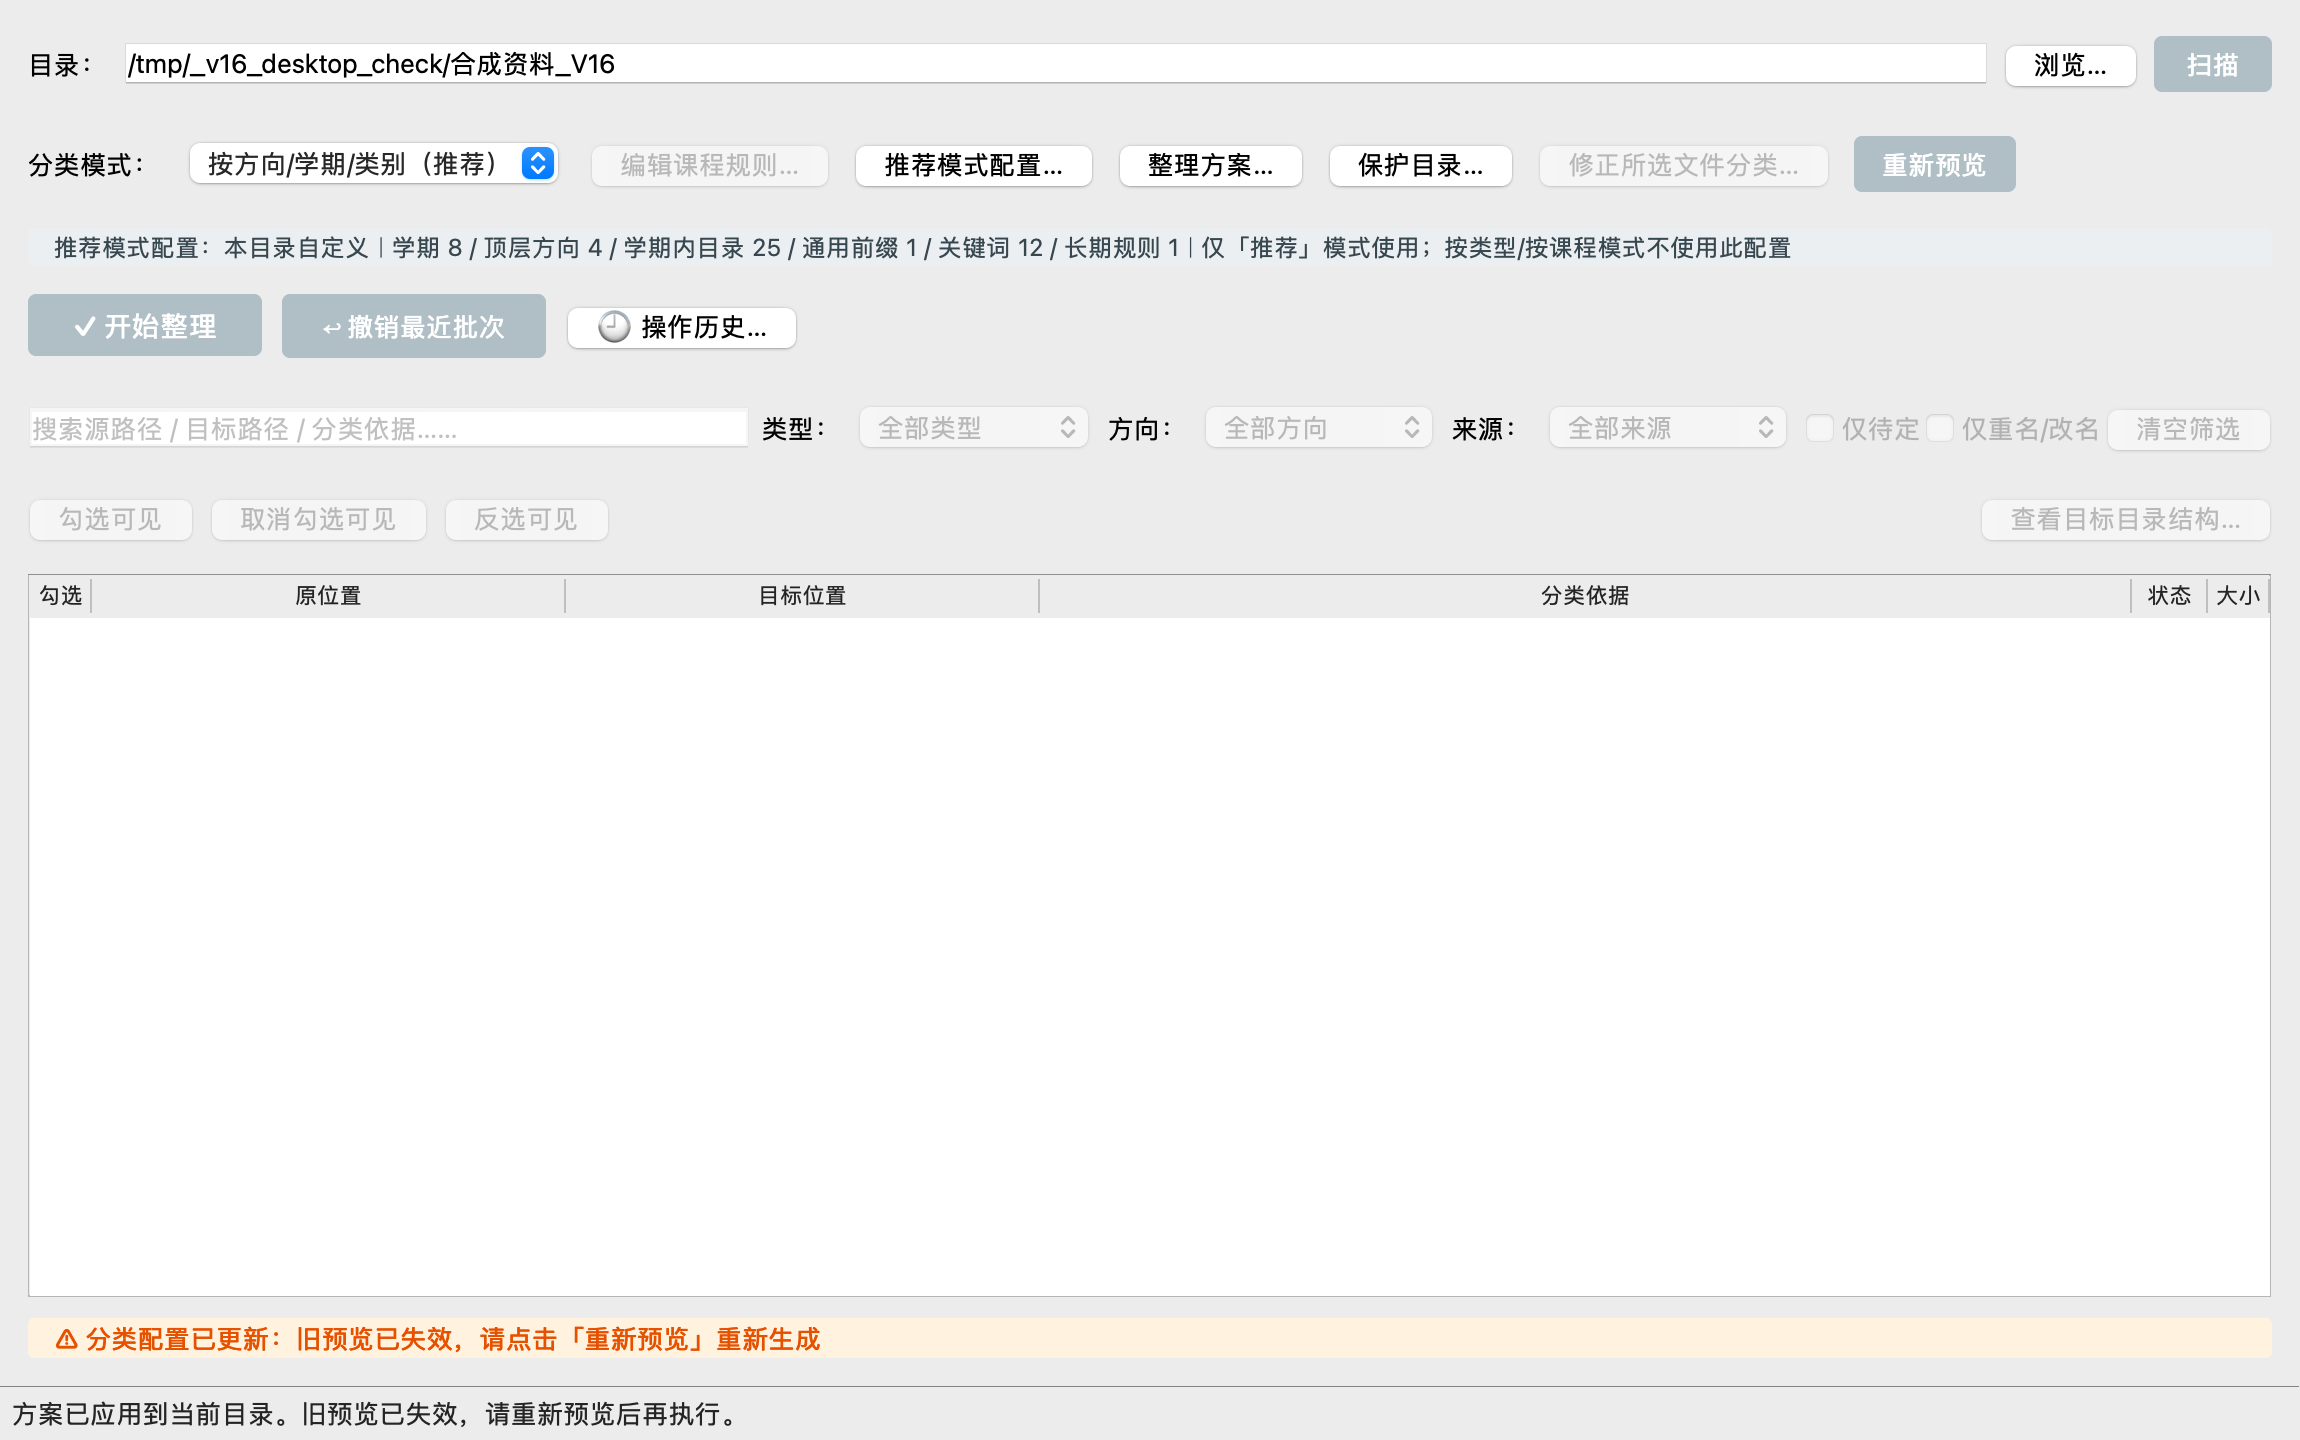 目录： /tmp/_v16_desktop_check/合成资料_V16 浏览... 扫描
分类模式： 按方向/学期/类别（推荐） 编辑课程规则... 推荐模式配置... 整理方案... 保护目录... 修正所选文件分类... 重新预览
推荐模式配置：本目录自定义 | 学期 8 / 顶层方向 4 / 学期内目录 25 / 通用前缀 1 / 关键词 12 / 长期规则 1 | 仅「推荐」模式使用；按类型/按课程模式不使用此配置
✓ 开始整理 ↩ 撤销最近批次 🕘 操作历史...
搜索源路径 / 目标路径 / 分类依据…… 类型： 全部类型 方向： 全部方向 来源： 全部来源 仅待定 仅重名/改名 清空筛选
勾选可见 取消勾选可见 反选可见 查看目标目录结构...
勾选 原位置 目标位置 分类依据 状态 大小
⚠ 分类配置已更新：旧预览已失效，请点击「重新预览」重新生成
方案已应用到当前目录。旧预览已失效，请重新预览后再执行。